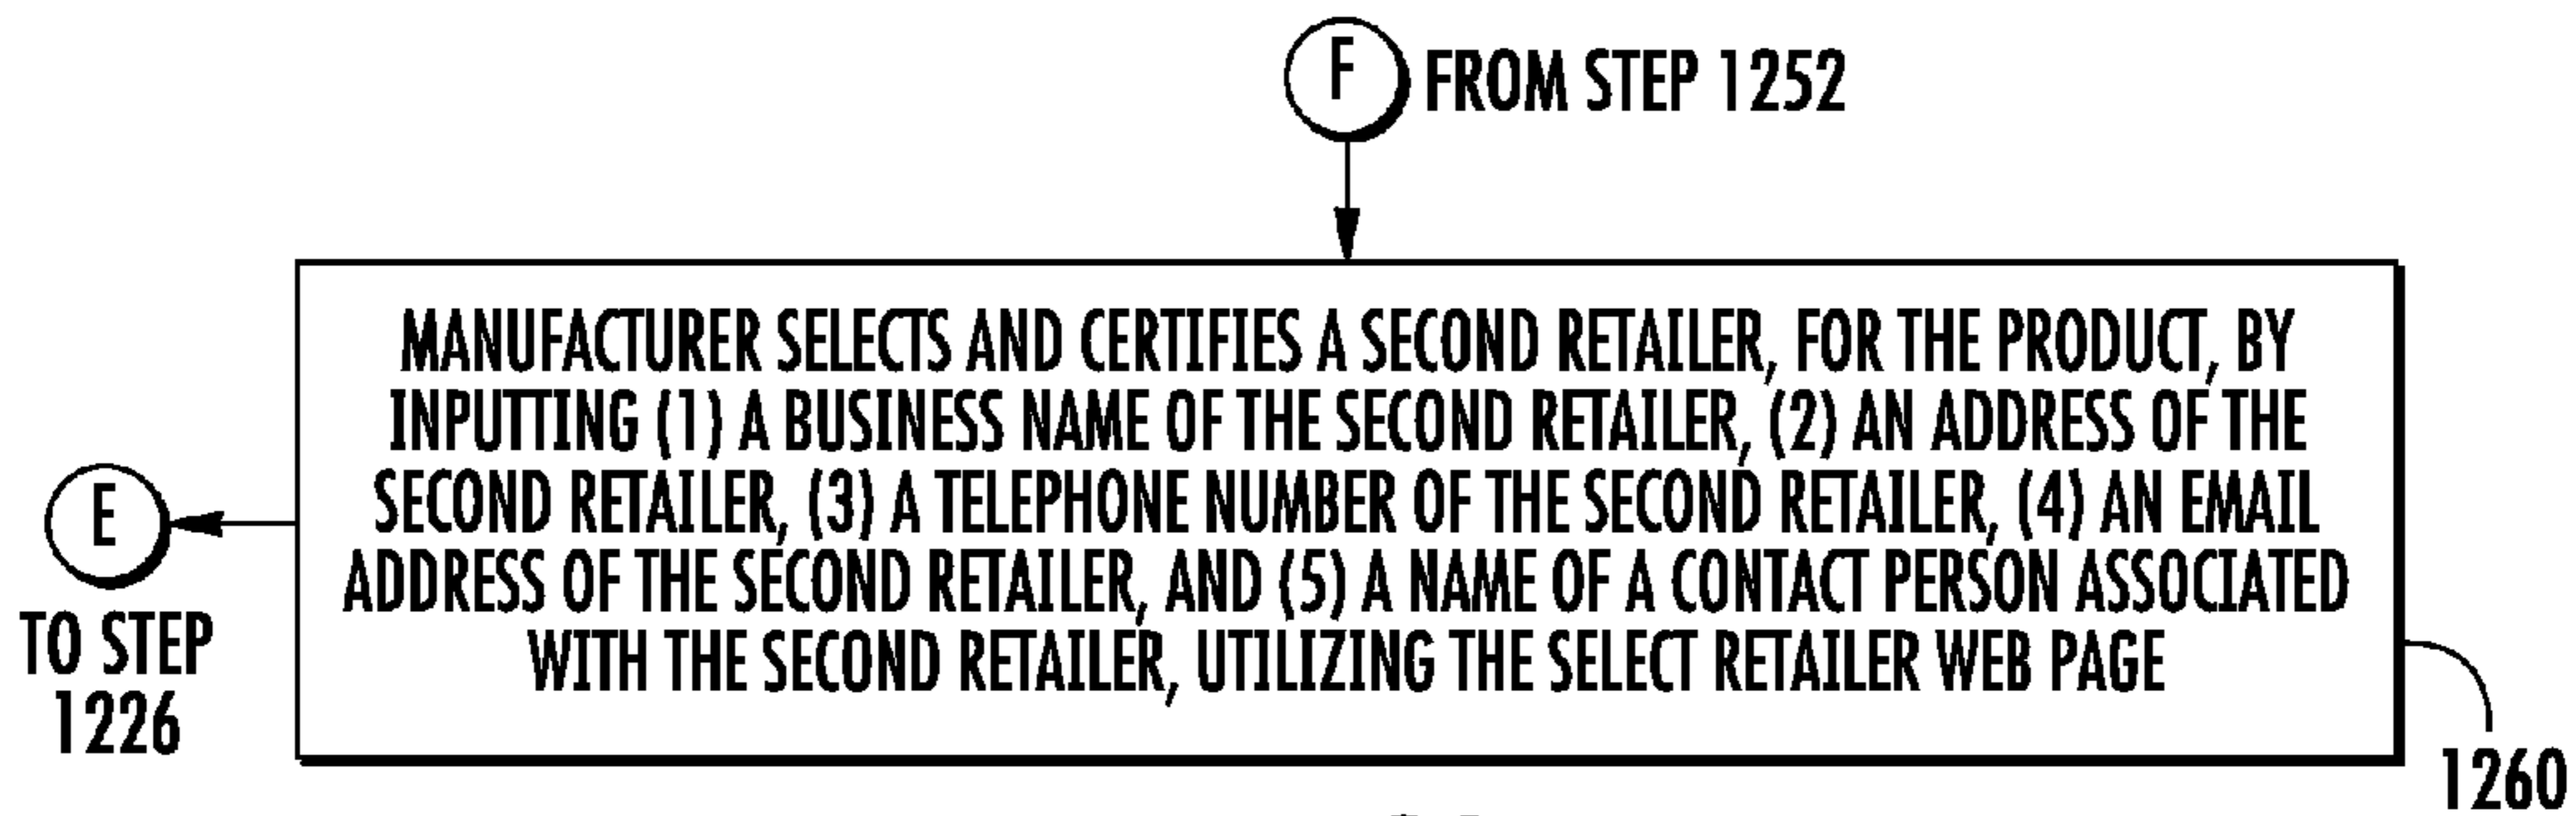 F FROM STEP 1252
MANUFACTURER SELECTS AND CERTIFIES A SECOND RETAILER, FOR THE PRODUCT, BY
INPUTTING (1) A BUSINESS NAME OF THE SECOND RETAILER, (2) AN ADDRESS OF THE
SECOND RETAILER, (3) A TELEPHONE NUMBER OF THE SECOND RETAILER, (4) AN EMAIL
ADDRESS OF THE SECOND RETAILER, AND (5) A NAME OF A CONTACT PERSON ASSOCIATED
WITH THE SECOND RETAILER, UTILIZING THE SELECT RETAILER WEB PAGE
E
TO STEP
1226
1260